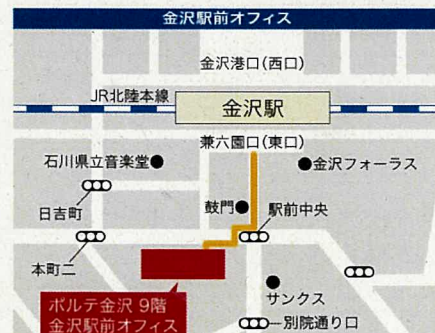 金沢駅前オフィス
金沢港口(西口)
JR北陸本線
金沢駅
兼六園口(東口)
石川県立音楽堂
金沢フォーラス
日吉町
鼓門
駅前中央
本町二
サンクス
ポルテ金沢 9階
金沢駅前オフィス
別院通り口